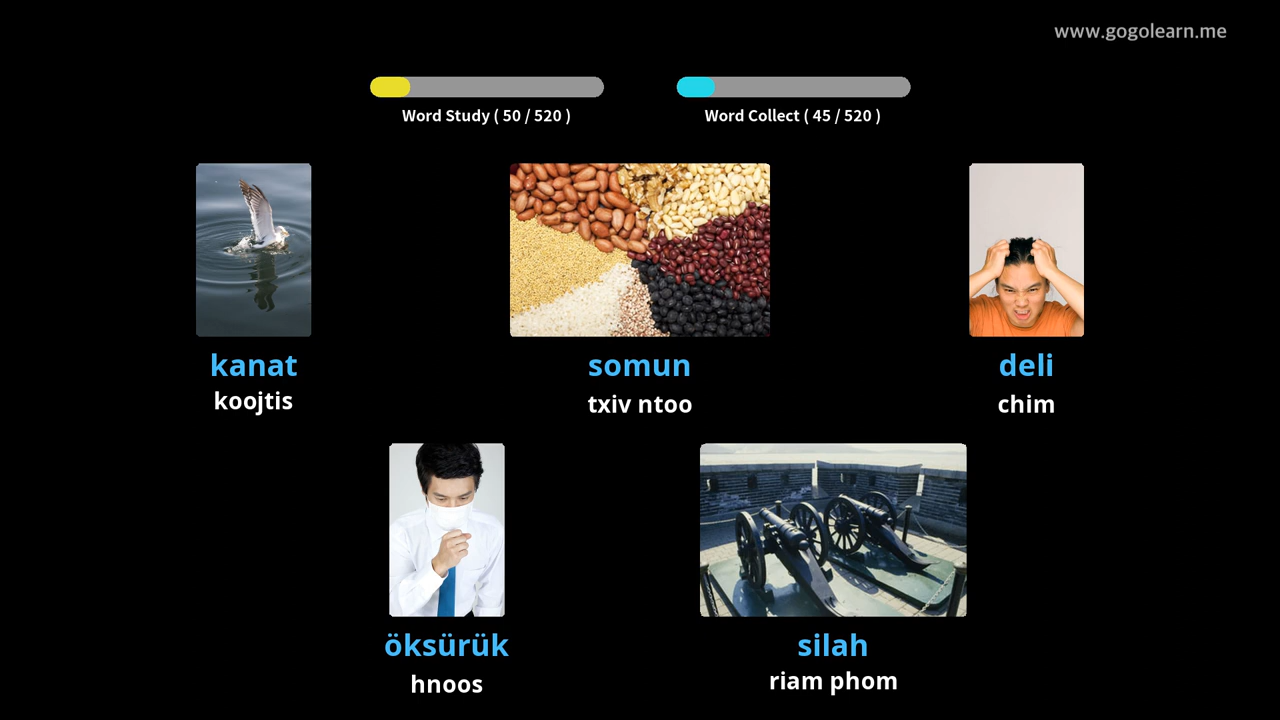 www.gogolearn.me
Word Study ( 50 / 520 )
Word Collect ( 45 / 520 )
kanat
koojtis
somun
txiv ntoo
deli
chim
öksürük
hnoos
silah
riam phom